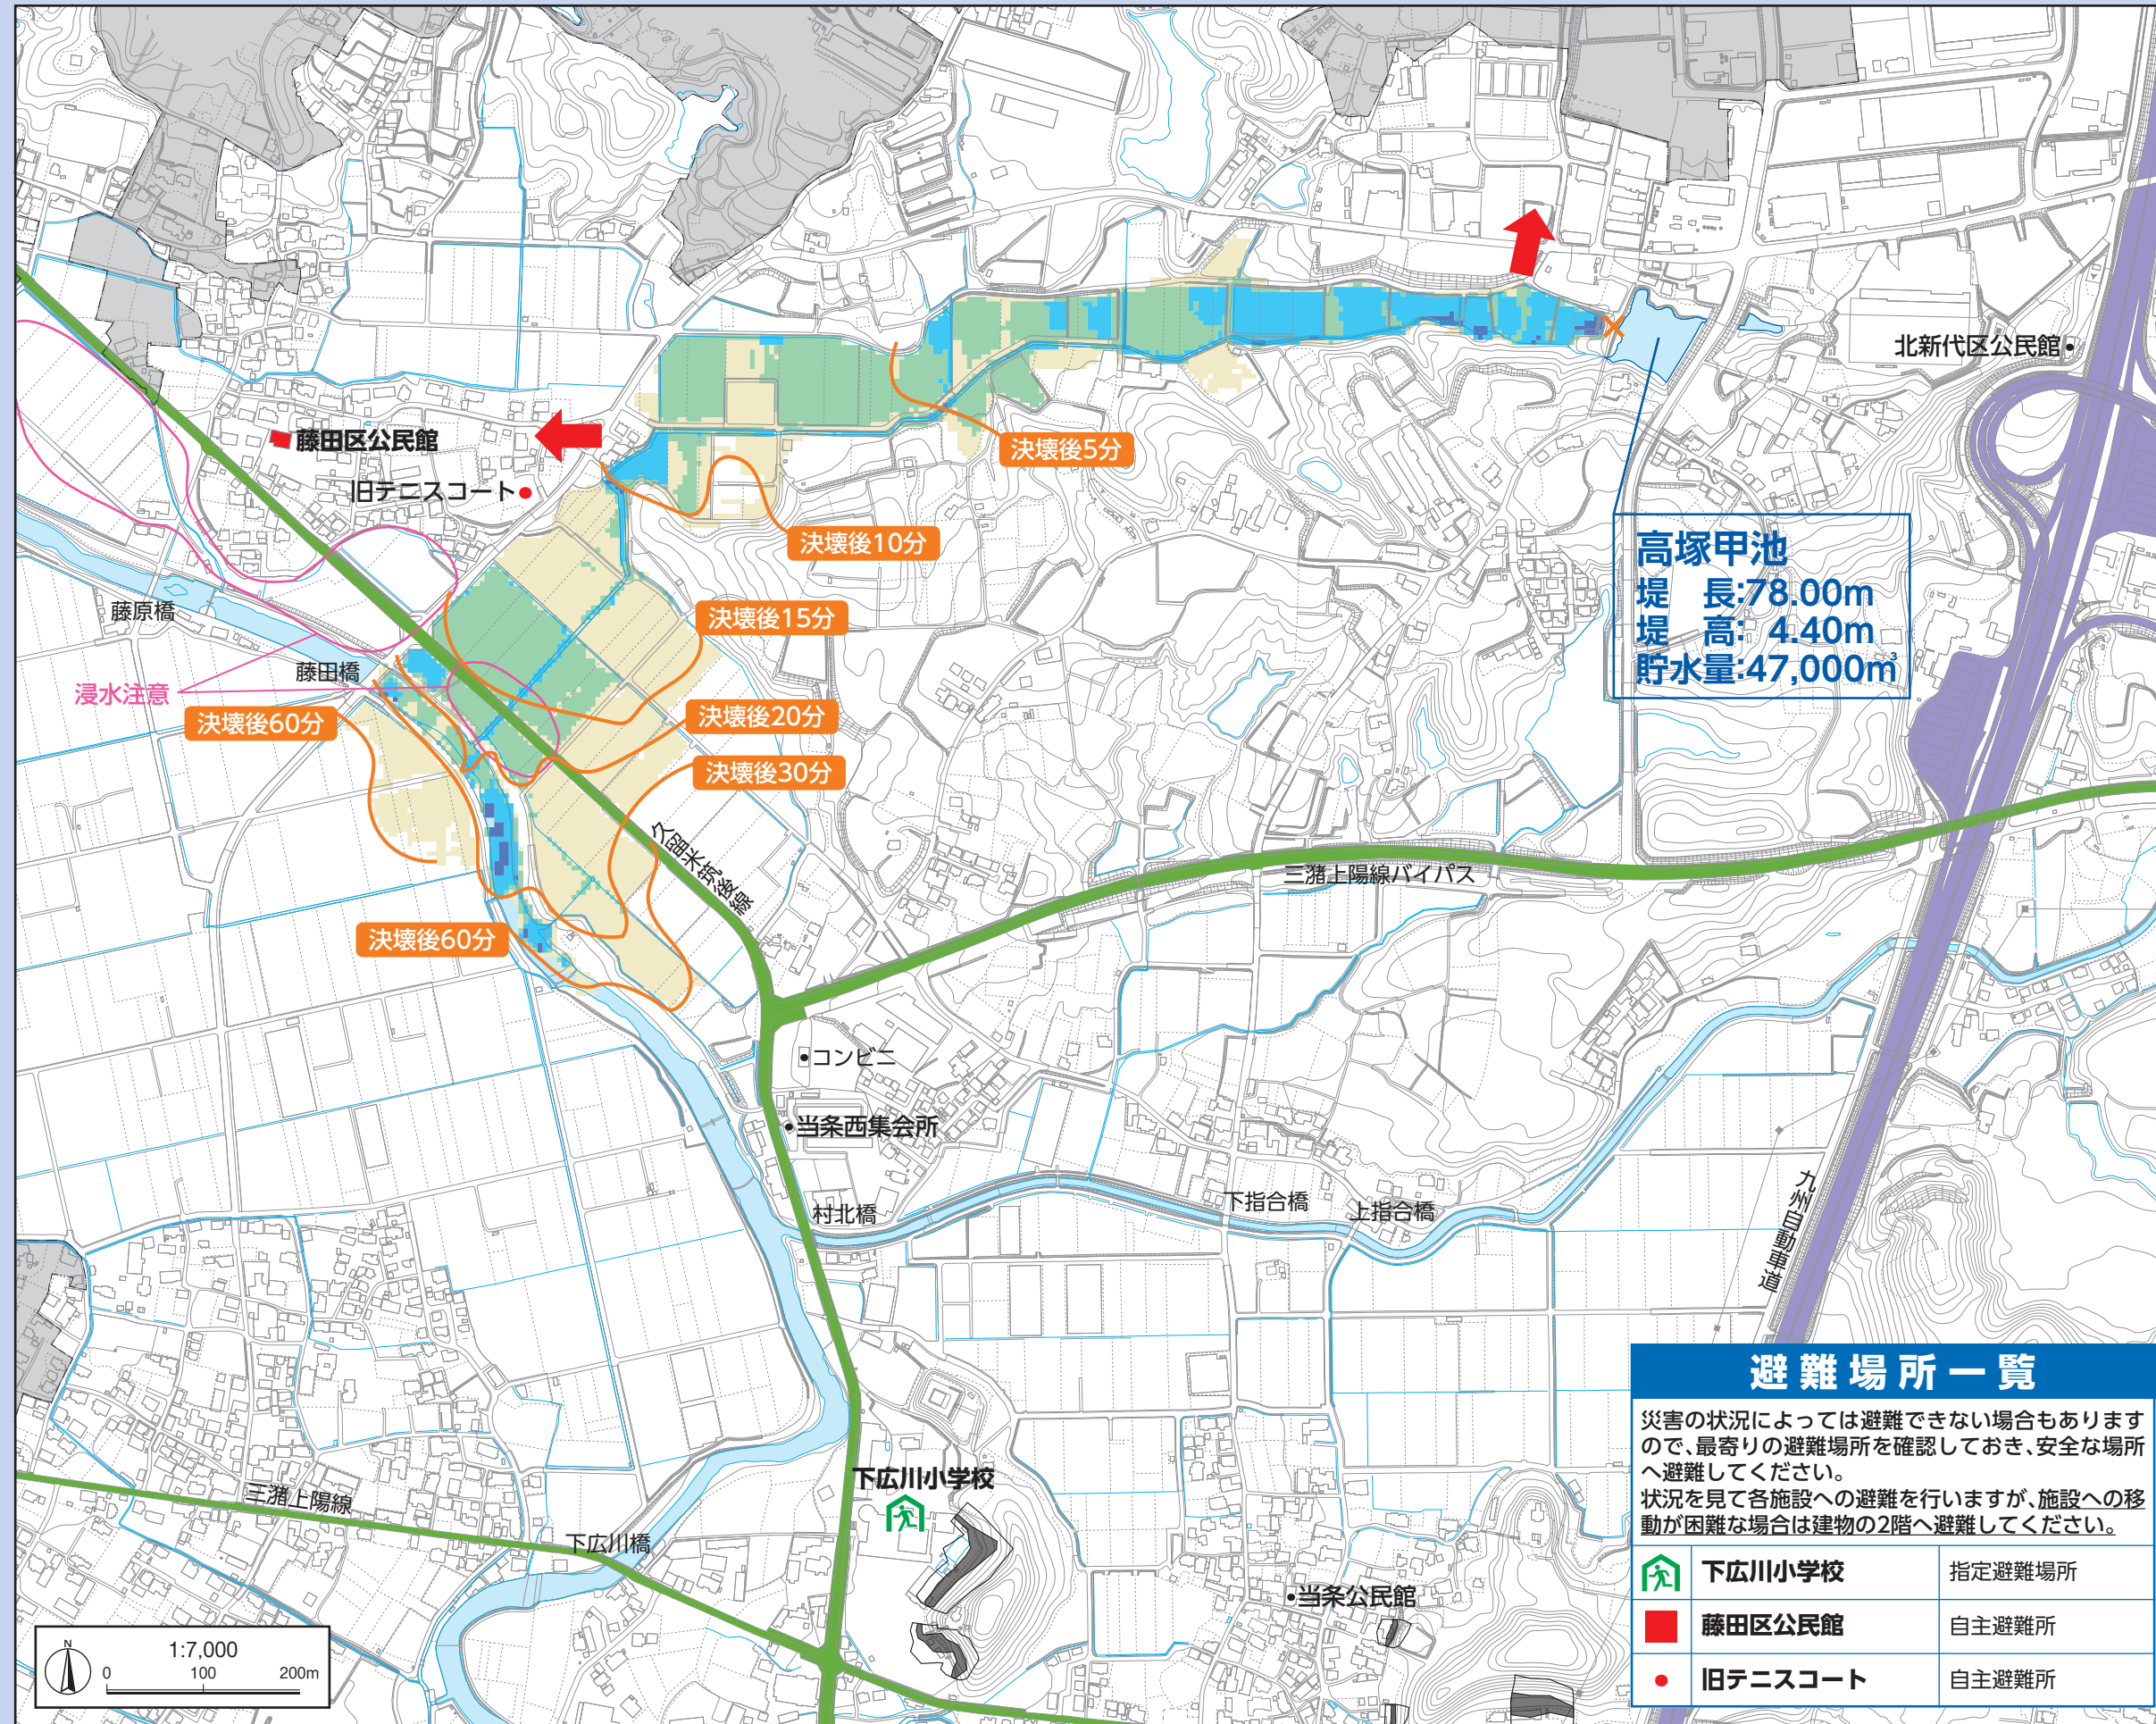 北新代区公民館
藤田区公民館
旧テニスコート
決壊後5分
決壊後10分
高塚甲池
堤　長:78.00m
堤　高: 4.40m
貯水量:47,000m³
藤原橋
決壊後15分
藤田橋
浸水注意
決壊後60分
決壊後20分
決壊後30分
久留米筑後線
三潴上陽線バイパス
決壊後60分
コンビニ
当条西集会所
村北橋
下指合橋
上指合橋
九州自動車道
下広川小学校
三潴上陽線
下広川橋
当条公民館
N
1:7,000
0 100 200m
避難場所一覧
災害の状況によっては避難できない場合もあります
ので、最寄りの避難場所を確認しておき、安全な場所
へ避難してください。
状況を見て各施設への避難を行いますが、施設への移
動が困難な場合は建物の2階へ避難してください。
下広川小学校 指定避難場所
藤田区公民館 自主避難所
旧テニスコート 自主避難所